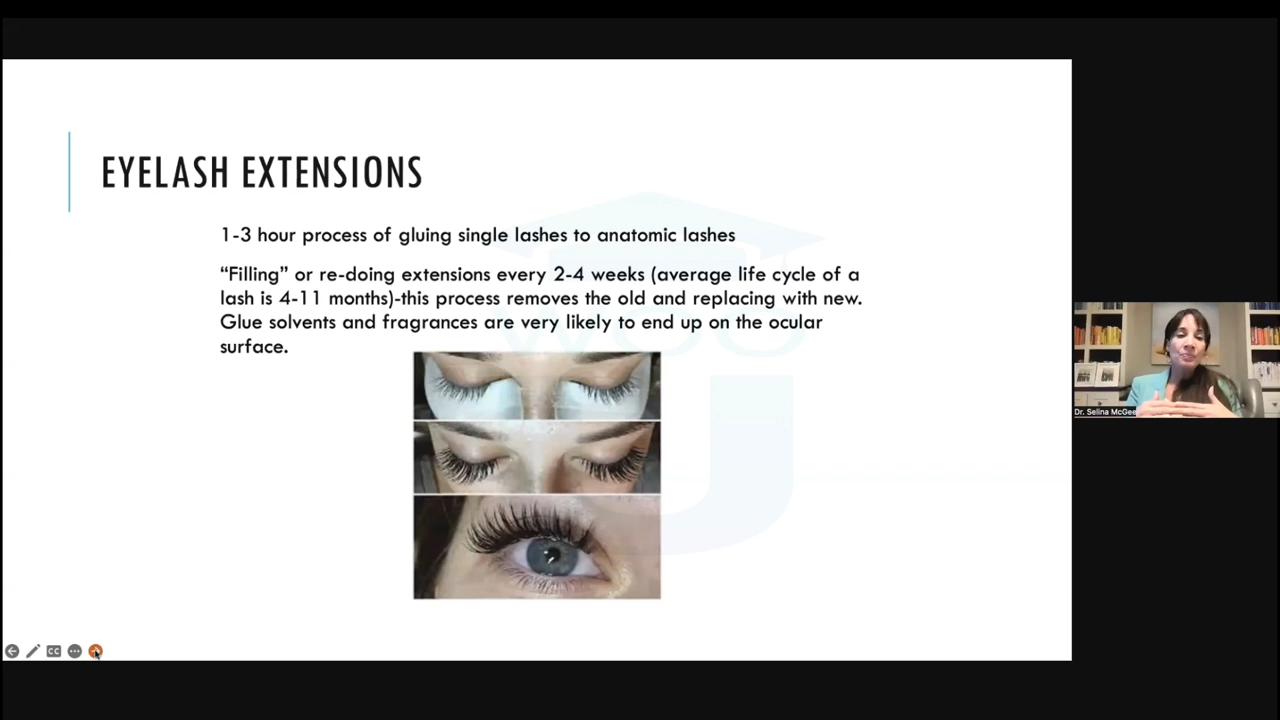 EYELASH EXTENSIONS
1-3 hour process of gluing single lashes to anatomic lashes
“Filling” or re-doing extensions every 2-4 weeks (average life cycle of a
lash is 4-11 months)-this process removes the old and replacing with new.
Glue solvents and fragrances are very likely to end up on the ocular
surface.
WOO
U
Dr. Selina McGee
CC